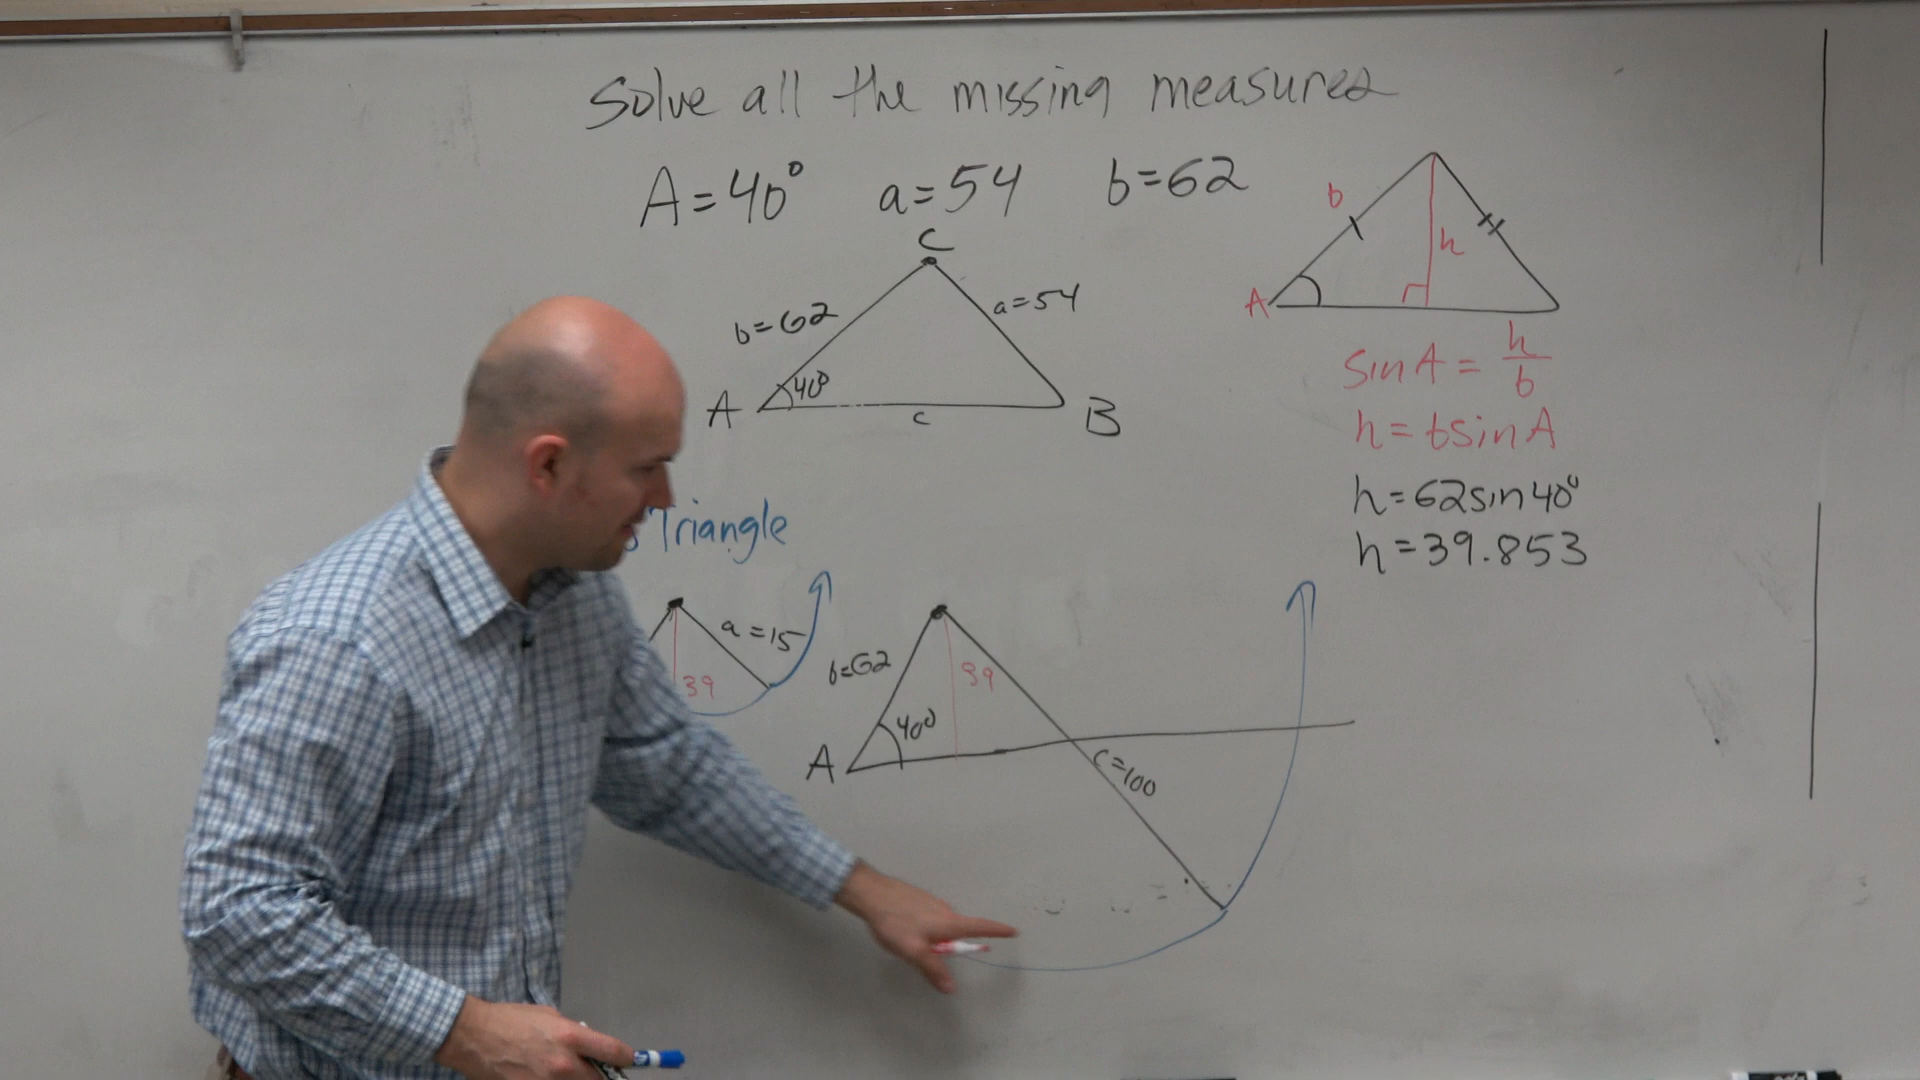 Solve all the missing measures
A=40° a=54 b=62
C
b=62
a=54
A
40°
c
B
b
h
A
sinA = h/b
h = bsinA
h=62sin40°
h=39.853
Triangle
a=15
39
b=62
39
40°
A
c=100